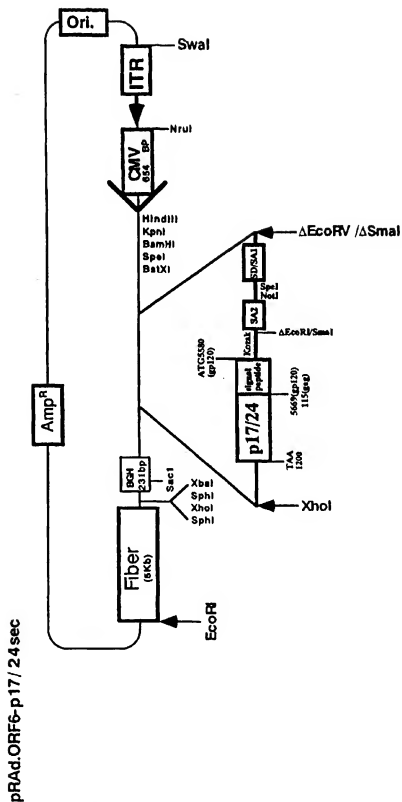 pRAd.ORF6-p17/24sec
Amp^R
Ori.
ITR
SwaI
CMV
654 BP
NruI
HindIII
KpnI
BamHI
SpeI
BstXI
BGH
231bp
SacI
XbaI
SphI
XhoI
SphI
Fiber
(6Kb)
EcoRI
ΔEcoRV /ΔSmaI
SD/SA1
SpeI
NotI
SA2
ΔEcoRI/SmaI
Kozak
ATG5580
(gp120)
signal
peptide
5669(gp120)
115(gag)
p17/24
TAA
1200
XhoI